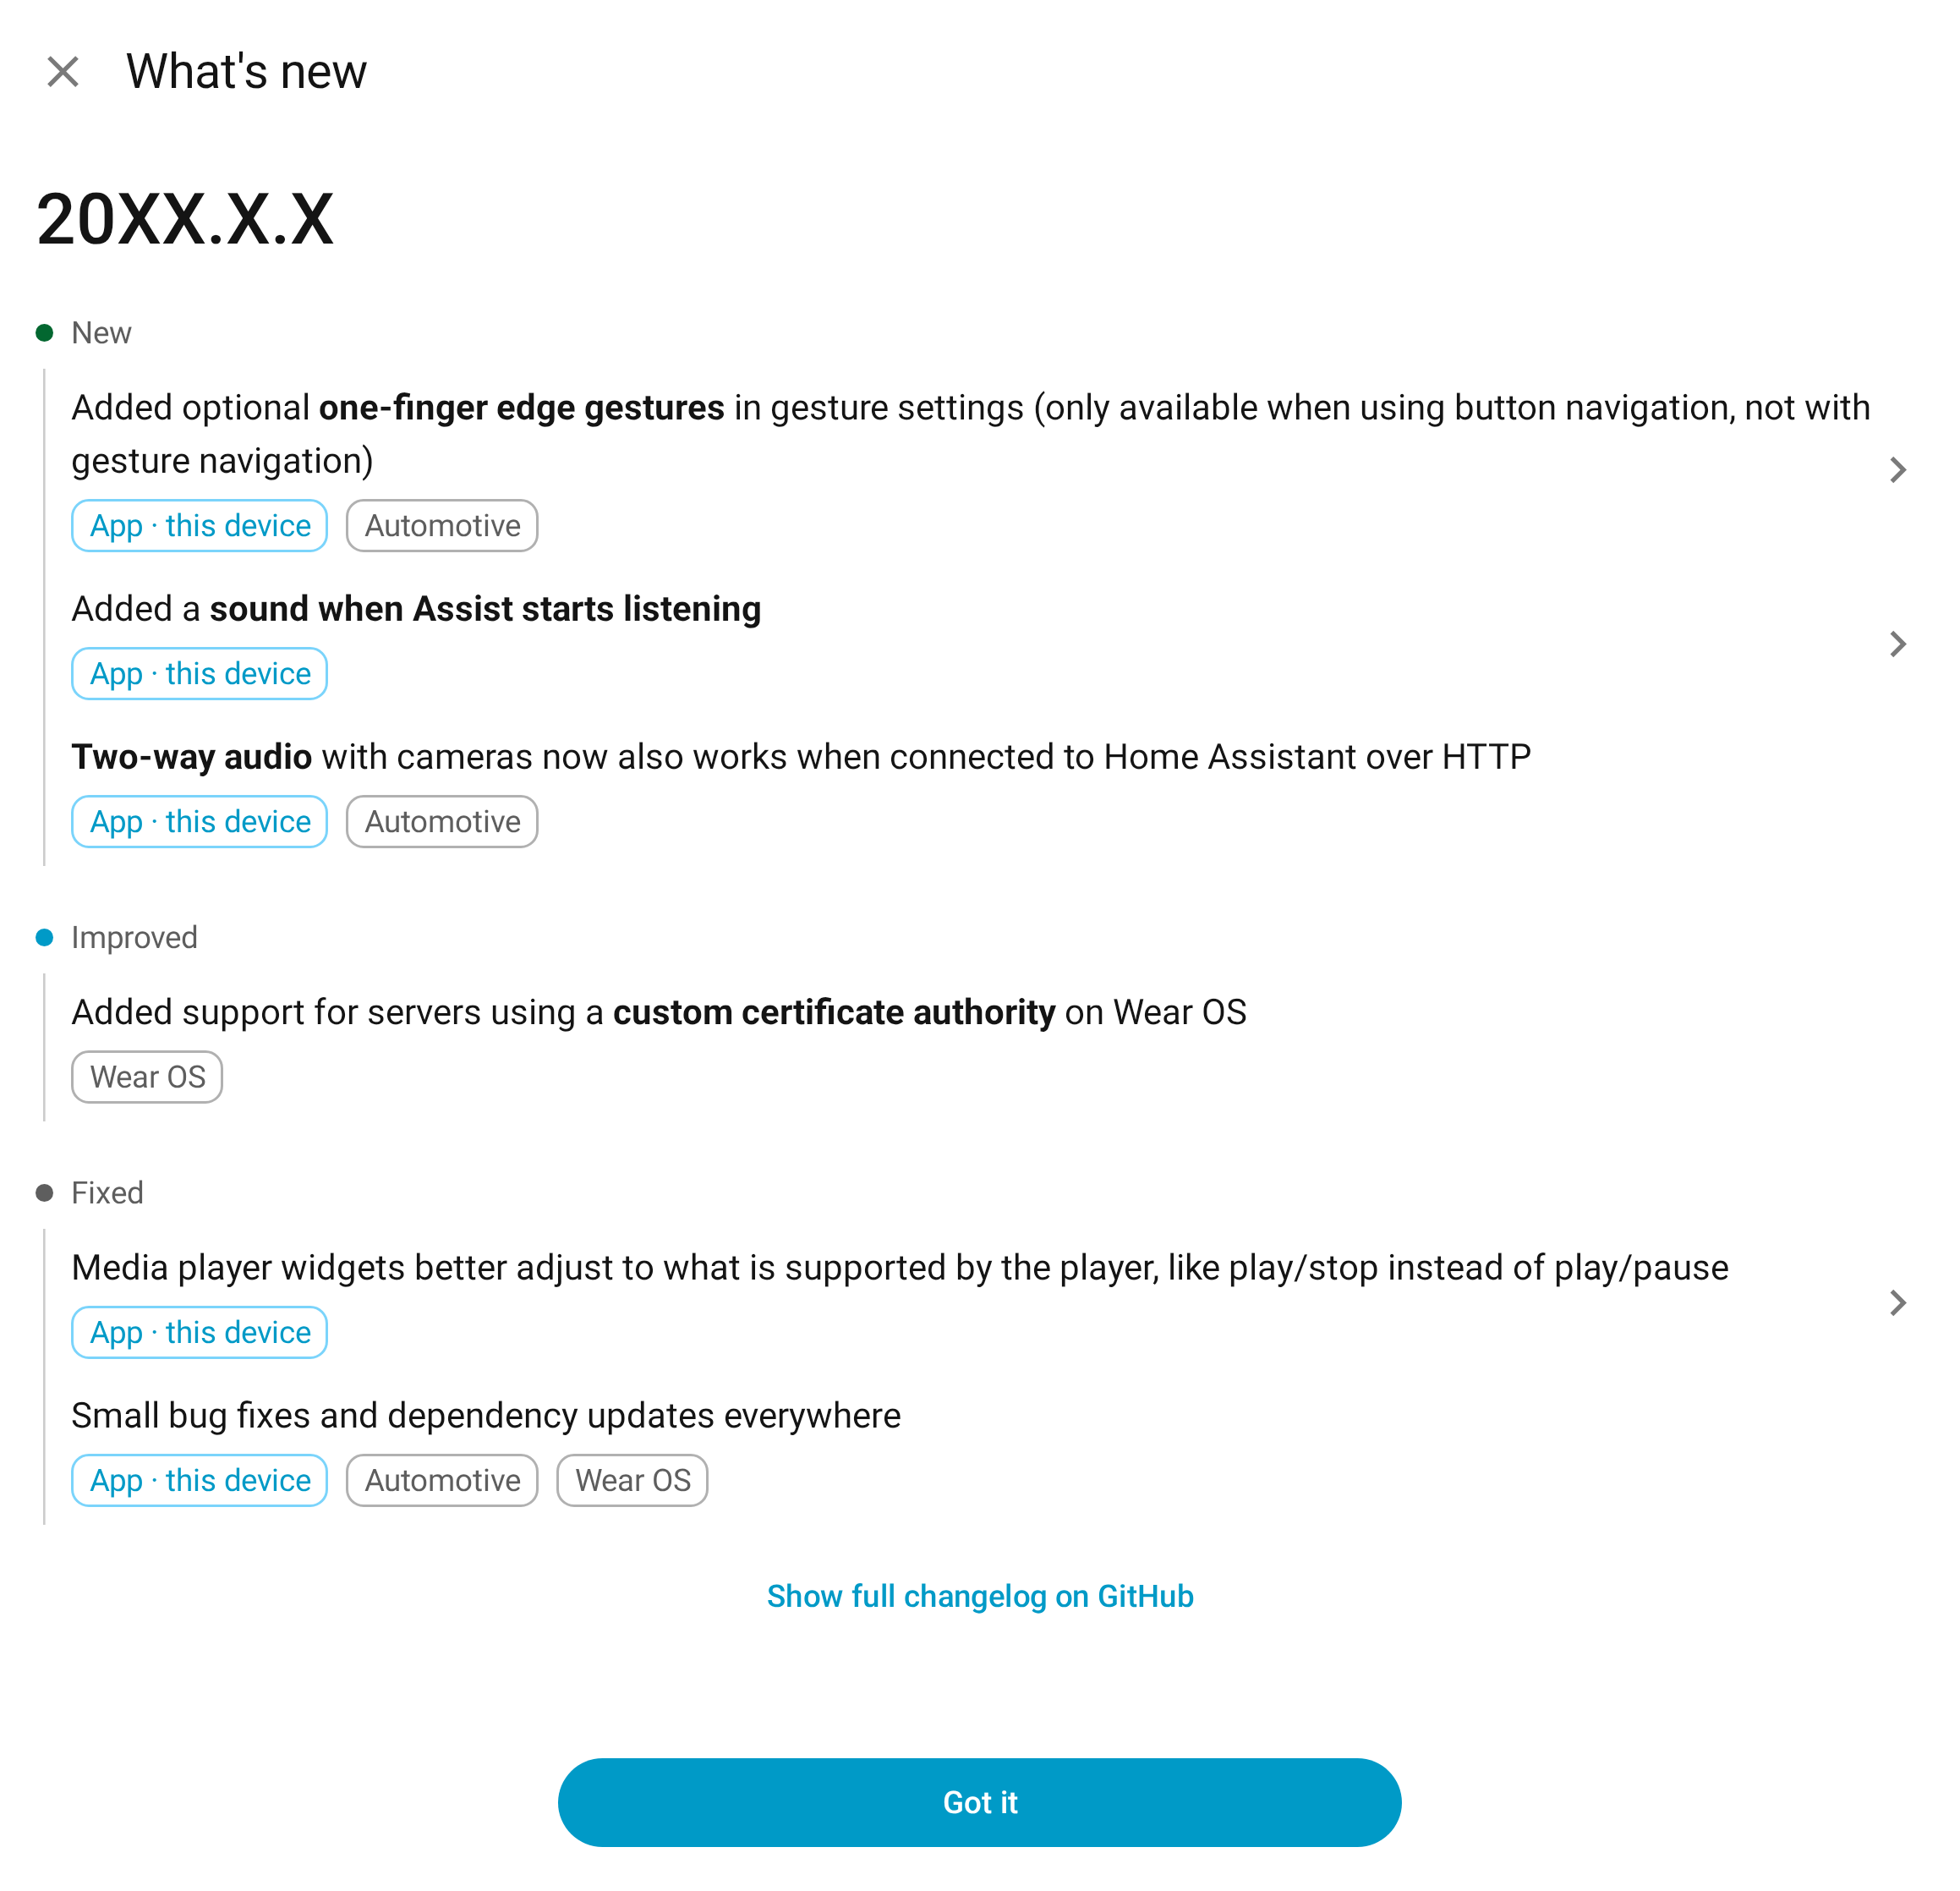 What's new
20XX.X.X
New
Added optional one-finger edge gestures in gesture settings (only available when using button navigation, not with
gesture navigation)
App · this device Automotive
Added a sound when Assist starts listening
App · this device
Two-way audio with cameras now also works when connected to Home Assistant over HTTP
App · this device Automotive
Improved
Added support for servers using a custom certificate authority on Wear OS
Wear OS
Fixed
Media player widgets better adjust to what is supported by the player, like play/stop instead of play/pause
App · this device
Small bug fixes and dependency updates everywhere
App · this device Automotive Wear OS
Show full changelog on GitHub
Got it